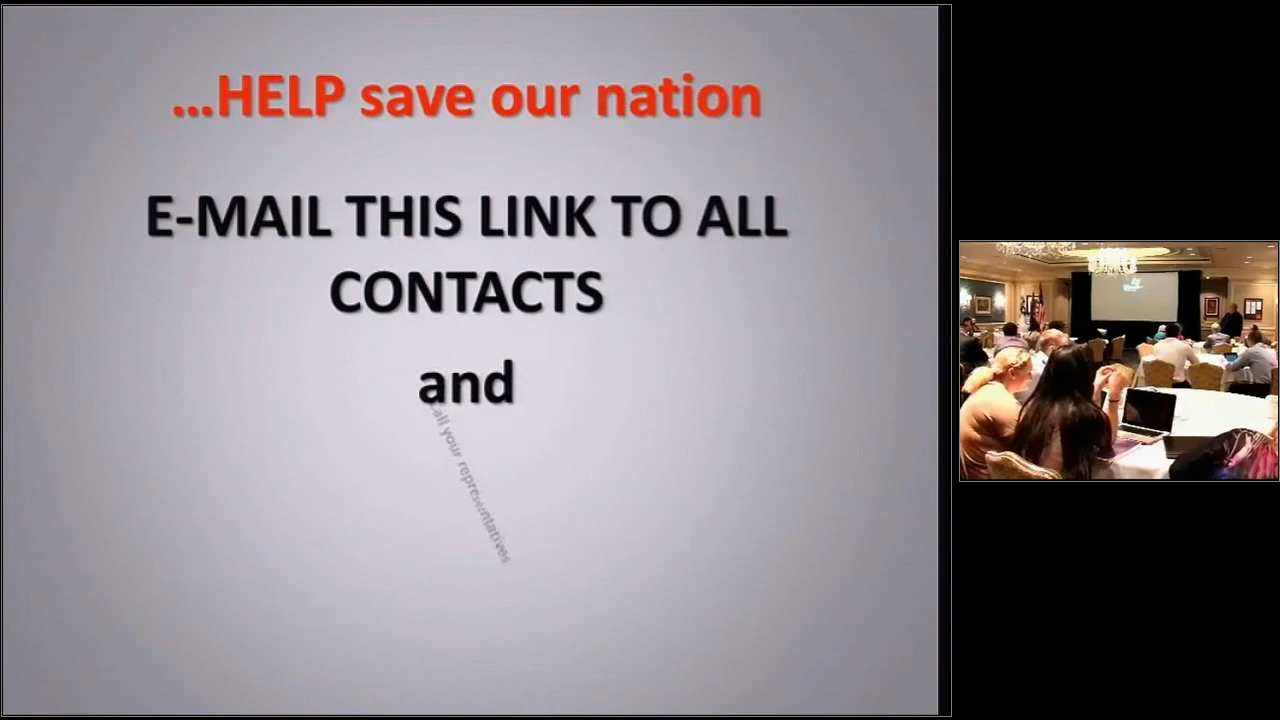 ...HELP save our nation
E-MAIL THIS LINK TO ALL
CONTACTS
and
call your representatives